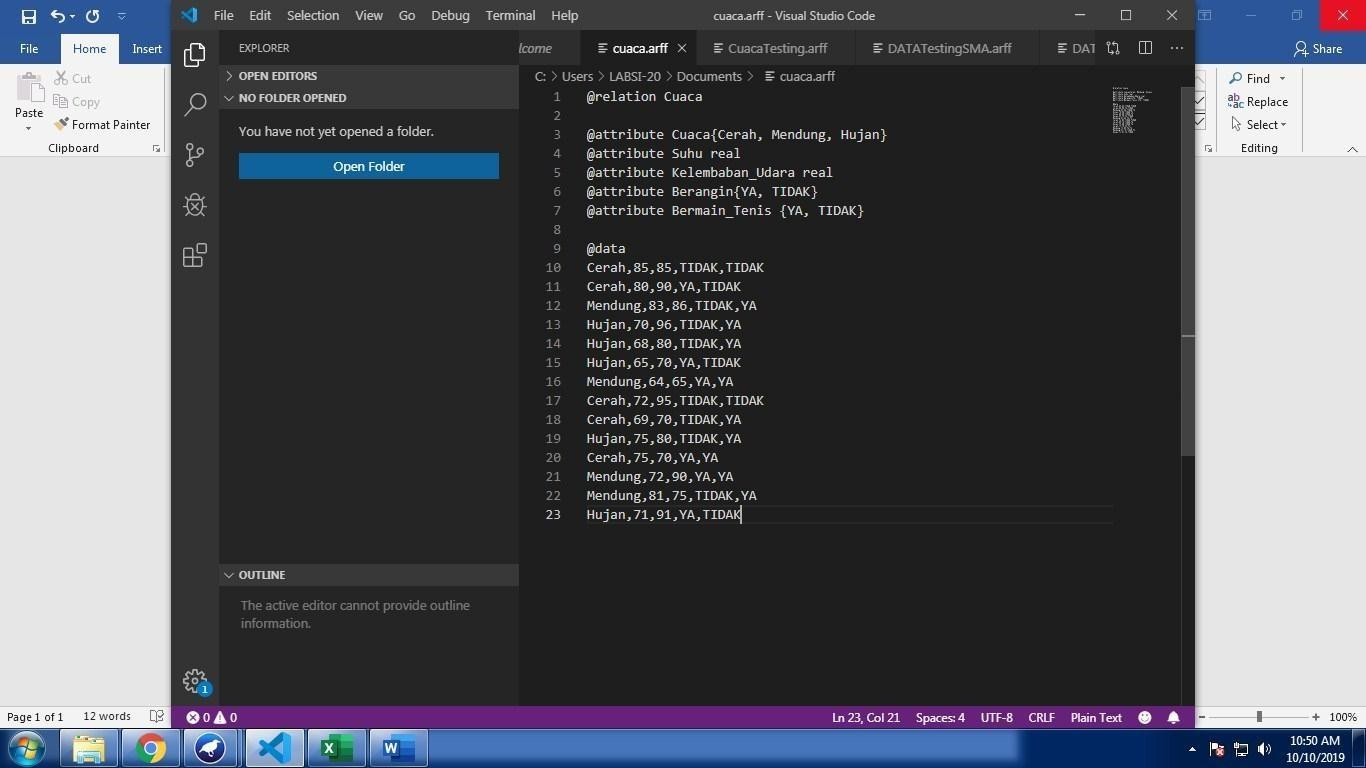 File Edit Selection View Go Debug Terminal Help
cuaca.arff - Visual Studio Code
File Home Insert
Share
Cut
Copy
Paste
Format Painter
Clipboard
Find
Replace
Select
Editing
EXPLORER
OPEN EDITORS
NO FOLDER OPENED
You have not yet opened a folder.
Open Folder
OUTLINE
The active editor cannot provide outline
information.
lcome cuaca.arff CuacaTesting.arff DATATestingSMA.arff DAT
C: > Users > LABSI-20 > Documents > cuaca.arff
1 @relation Cuaca
2
3 @attribute Cuaca{Cerah, Mendung, Hujan}
4 @attribute Suhu real
5 @attribute Kelembaban_Udara real
6 @attribute Berangin{YA, TIDAK}
7 @attribute Bermain_Tenis {YA, TIDAK}
8
9 @data
10 Cerah,85,85,TIDAK,TIDAK
11 Cerah,80,90,YA,TIDAK
12 Mendung,83,86,TIDAK,YA
13 Hujan,70,96,TIDAK,YA
14 Hujan,68,80,TIDAK,YA
15 Hujan,65,70,YA,TIDAK
16 Mendung,64,65,YA,YA
17 Cerah,72,95,TIDAK,TIDAK
18 Cerah,69,70,TIDAK,YA
19 Hujan,75,80,TIDAK,YA
20 Cerah,75,70,YA,YA
21 Mendung,72,90,YA,YA
22 Mendung,81,75,TIDAK,YA
23 Hujan,71,91,YA,TIDAK
1
Page 1 of 1 12 words
0 0
Ln 23, Col 21 Spaces: 4 UTF-8 CRLF Plain Text
100%
10:50 AM
10/10/2019